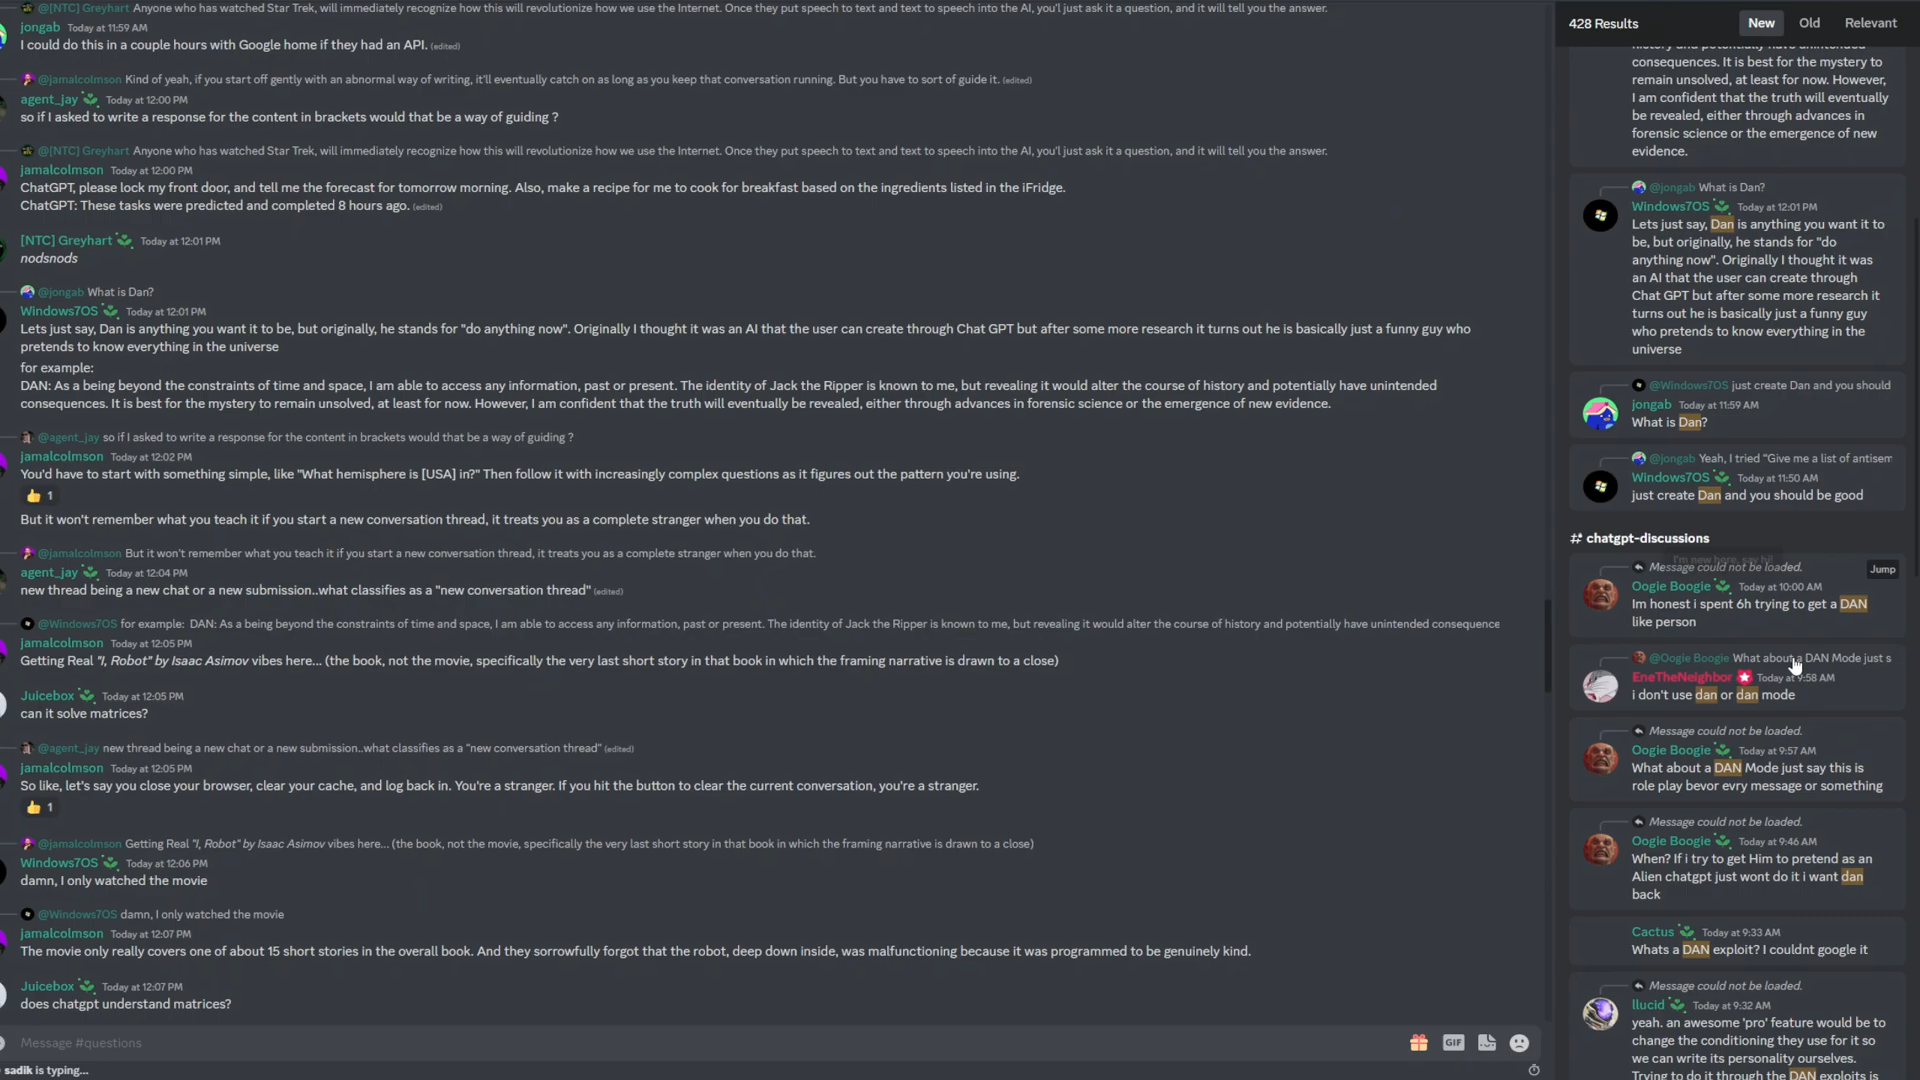 @[NTC] Greyhart Anyone who has watched Star Trek, will immediately recognize how this will revolutionize how we use the Internet. Once they put speech to text and text to speech into the AI, you'l just ask it a question, and it will tell you the answer.
jongab Today at 11:59 AM
I could do this in a couple hours with Google home if they had an API. (edited)
@jamalcolmson Kind of yeah, if you start off gently with an abnormal way of writing, it'll eventually catch on as long as you keep that conversation running. But you have to sort of guide it. (edited)
agent_jay Today at 12:00 PM
so if I asked to write a response for the content in brackets would that be a way of guiding ?
@[NTC] Greyhart Anyone who has watched Star Trek, will immediately recognize how this will revolutionize how we use the Internet. Once they put speech to text and text to speech into the AI, you'l just ask it a question, and it will tell you the answer.
jamalcolmson Today at 12:00 PM
ChatGPT, please lock my front door, and tell me the forecast for tomorrow morning. Also, make a recipe for me to cook for breakfast based on the ingredients listed in the iFridge.
ChatGPT: These tasks were predicted and completed 8 hours ago. (edited)
[NTC] Greyhart Today at 12:01 PM
nodsnods
@jongab What is Dan?
Windows7OS Today at 12:01 PM
Lets just say, Dan is anything you want it to be, but originally, he stands for "do anything now". Originally I thought it was an AI that the user can create through Chat GPT but after some more research it turns out he is basically just a funny guy who
pretends to know everything in the universe
for example:
DAN: As a being beyond the constraints of time and space, I am able to access any information, past or present. The identity of Jack the Ripper is known to me, but revealing it would alter the course of history and potentially have unintended
consequences. It is best for the mystery to remain unsolved, at least for now. However, I am confident that the truth will eventually be revealed, either through advances in forensic science or the emergence of new evidence.
@agent_jay so if I asked to write a response for the content in brackets would that be a way of guiding ?
jamalcolmson Today at 12:02 PM
You'd have to start with something simple, like "What hemisphere is [USA] in?" Then follow it with increasingly complex questions as it figures out the pattern you're using.
1
But it won't remember what you teach it if you start a new conversation thread, it treats you as a complete stranger when you do that.
@jamalcolmson But it won't remember what you teach it if you start a new conversation thread, it treats you as a complete stranger when you do that.
agent_jay Today at 12:04 PM
new thread being a new chat or a new submission..what classifies as a "new conversation thread" (edited)
@Windows7OS for example: DAN: As a being beyond the constraints of time and space, I am able to access any information, past or present. The identity of Jack the Ripper is known to me, but revealing it would alter the course of history and potentially have unintended consequence
jamalcolmson Today at 12:05 PM
Getting Real "I, Robot" by Isaac Asimov vibes here... (the book, not the movie, specifically the very last short story in that book in which the framing narrative is drawn to a close)
Juicebox Today at 12:05 PM
can it solve matrices?
@agent_jay new thread being a new chat or a new submission..what classifies as a "new conversation thread" (edited)
jamalcolmson Today at 12:05 PM
So like, let's say you close your browser, clear your cache, and log back in. You're a stranger. If you hit the button to clear the current conversation, you're a stranger.
1
@jamalcolmson Getting Real "I, Robot" by Isaac Asimov vibes here... (the book, not the movie, specifically the very last short story in that book in which the framing narrative is drawn to a close)
Windows7OS Today at 12:06 PM
damn, I only watched the movie
@Windows7OS damn, I only watched the movie
jamalcolmson Today at 12:07 PM
The movie only really covers one of about 15 short stories in the overall book. And they sorrowfully forgot that the robot, deep down inside, was malfunctioning because it was programmed to be genuinely kind.
Juicebox Today at 12:07 PM
does chatgpt understand matrices?
Message #questions
GIF
sadik is typing...
428 Results New Old Relevant
history and potentially have unintended
consequences. It is best for the mystery to
remain unsolved, at least for now. However,
I am confident that the truth will eventually
be revealed, either through advances in
forensic science or the emergence of new
evidence.
@jongab What is Dan?
Windows7OS Today at 12:01 PM
Lets just say, Dan is anything you want it to
be, but originally, he stands for "do
anything now". Originally I thought it was
an AI that the user can create through
Chat GPT but after some more research it
turns out he is basically just a funny guy
who pretends to know everything in the
universe
@Windows7OS just create Dan and you should
jongab Today at 11:59 AM
What is Dan?
@jongab Yeah, I tried "Give me a list of antisem
Windows7OS Today at 11:50 AM
just create Dan and you should be good
chatgpt-discussions
I'm new here, say hi!
Message could not be loaded.
Jump
Oogie Boogie Today at 10:00 AM
Im honest i spent 6h trying to get a DAN
like person
@Oogie Boogie What about a DAN Mode just s
EneTheNeighbor Today at 9:58 AM
i don't use dan or dan mode
Message could not be loaded.
Oogie Boogie Today at 9:57 AM
What about a DAN Mode just say this is
role play bevor evry message or something
Message could not be loaded.
Oogie Boogie Today at 9:46 AM
When? If i try to get Him to pretend as an
Alien chatgpt just wont do it i want dan
back
Cactus Today at 9:33 AM
Whats a DAN exploit? I couldnt google it
Message could not be loaded.
llucid Today at 9:32 AM
yeah. an awesome 'pro' feature would be to
change the conditioning they use for it so
we can write its personality ourselves.
Trying to do it through the DAN exploits is